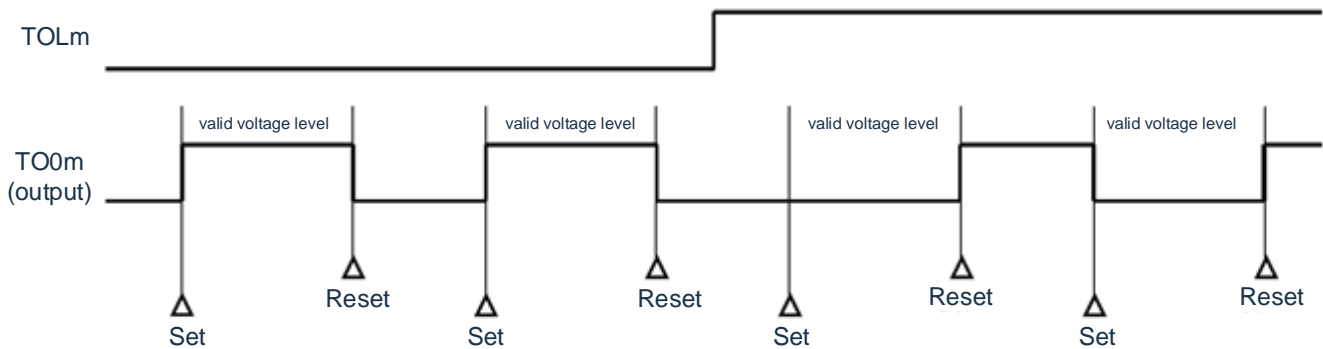 TOLm
valid voltage level valid voltage level valid voltage level valid voltage level
TO0m
(output)
Reset Reset Reset Reset
Set Set Set Set